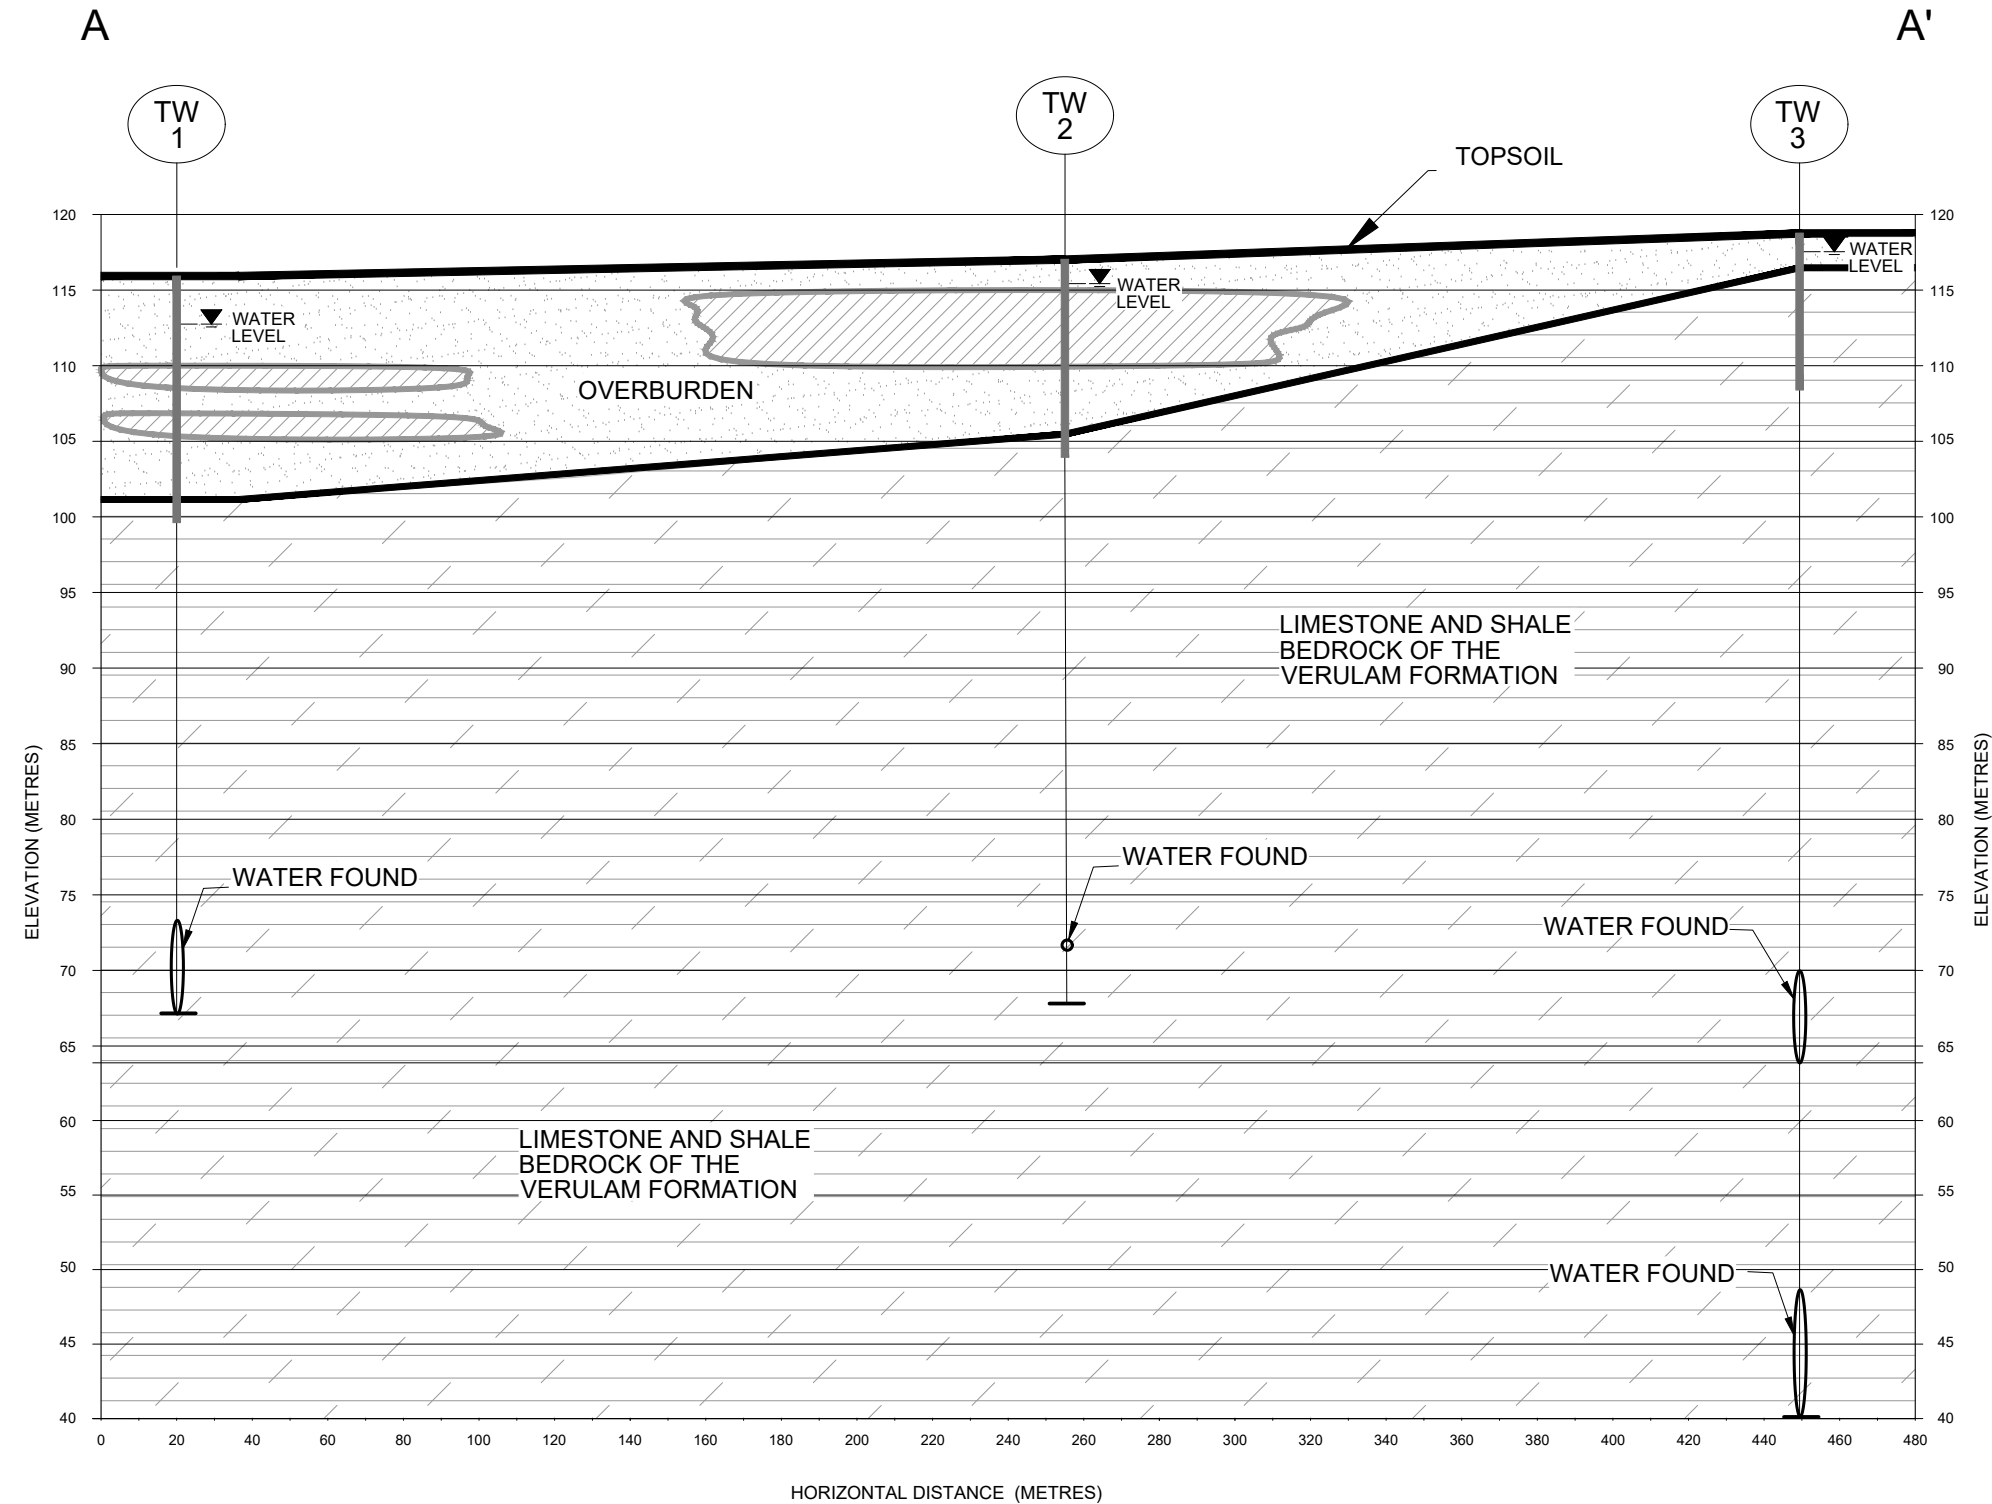 A
A'
TW
1
TW
2
TW
3
TOPSOIL
120
120
WATER
LEVEL
WATER
LEVEL
WATER
LEVEL
115
115
110
110
OVERBURDEN
105
105
100
100
95
95
LIMESTONE AND SHALE
BEDROCK OF THE
VERULAM FORMATION
90
90
85
85
ELEVATION (METRES)
ELEVATION (METRES)
80
80
WATER FOUND
WATER FOUND
75
75
WATER FOUND
70
70
65
65
60
60
LIMESTONE AND SHALE
BEDROCK OF THE
VERULAM FORMATION
55
55
50
50
WATER FOUND
45
45
40
40
0 20 40 60 80 100 120 140 160 180 200 220 240 260 280 300 320 340 360 380 400 420 440 460 480
HORIZONTAL DISTANCE (METRES)